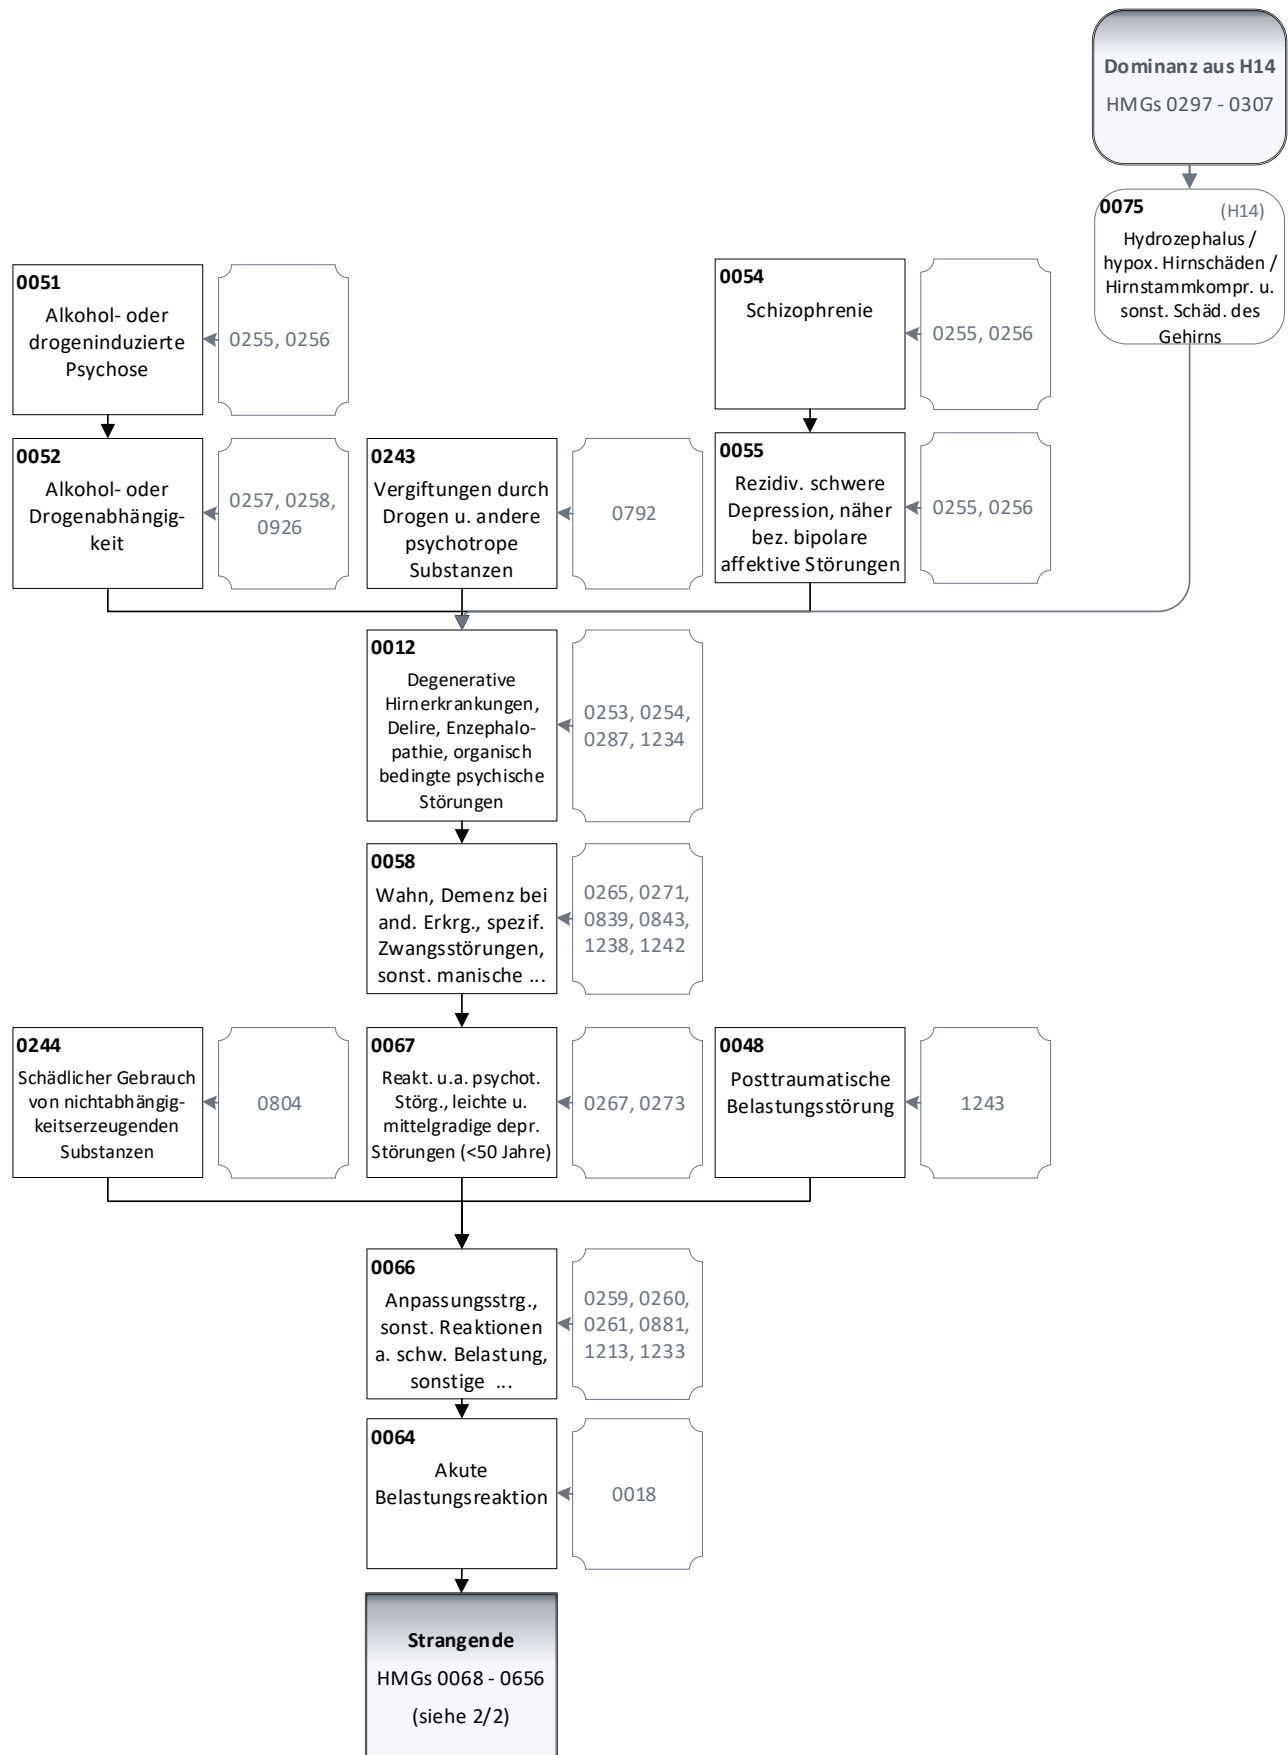 Dominanz aus H14
HMGs 0297 - 0307
0075
(H14)
Hydrozephalus /
hypox. Hirnschäden /
Hirnstammkompr. u.
sonst. Schäd. des
Gehirns
0051
Alkohol- oder
drogeninduzierte
Psychose
0255, 0256
0054
Schizophrenie
0255, 0256
0052
Alkohol- oder
Drogenabhängig-
keit
0257, 0258,
0926
0243
Vergiftungen durch
Drogen u. andere
psychotrope
Substanzen
0792
0055
Rezidiv. schwere
Depression, näher
bez. bipolare
affektive Störungen
0255, 0256
0012
Degenerative
Hirnerkrankungen,
Delire, Enzephalo-
pathie, organisch
bedingte psychische
Störungen
0253, 0254,
0287, 1234
0058
Wahn, Demenz bei
and. Erkrg., spezif.
Zwangsstörungen,
sonst. manische ...
0265, 0271,
0839, 0843,
1238, 1242
0244
Schädlicher Gebrauch
von nichtabhängig-
keitserzeugenden
Substanzen
0804
0067
Reakt. u.a. psychot.
Störg., leichte u.
mittelgradige depr.
Störungen (<50 Jahre)
0267, 0273
0048
Posttraumatische
Belastungsstörung
1243
0066
Anpassungsstrg.,
sonst. Reaktionen
a. schw. Belastung,
sonstige ...
0259, 0260,
0261, 0881,
1213, 1233
0064
Akute
Belastungsreaktion
0018
Strangende
HMGs 0068 - 0656
(siehe 2/2)